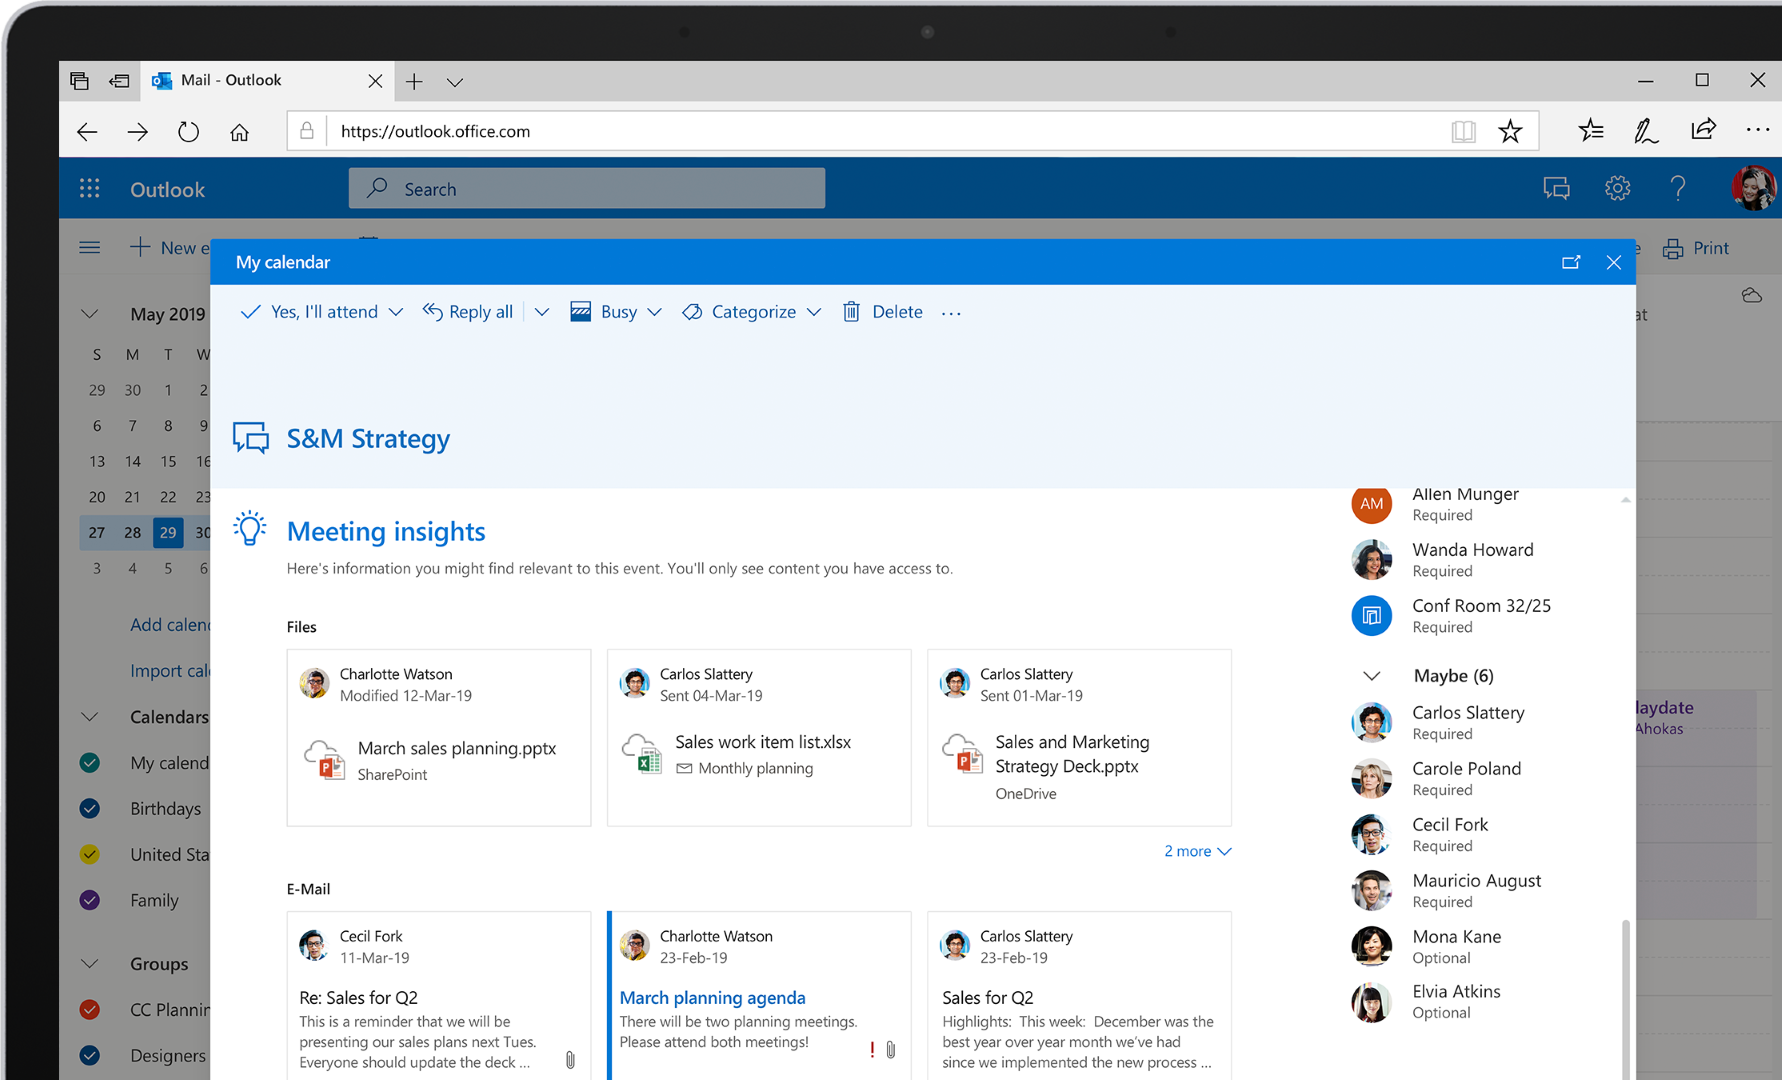 Mail - Outlook
https://outlook.office.com
Outlook
Search
New e
Print
My calendar
Yes, I'll attend
Reply all
Busy
Categorize
Delete
May 2019
at
S M T W
29 30 1 2
6 7 8 9
13 14 15 16
20 21 22 23
27 28 29 30
3 4 5 6
Add calen
Import cal
Calendars
My calend
Birthdays
United Sta
Family
Groups
CC Plannin
Designers
S&M Strategy
Meeting insights
Here's information you might find relevant to this event. You'll only see content you have access to.
Files
Charlotte Watson
Modified 12-Mar-19
March sales planning.pptx
SharePoint
Carlos Slattery
Sent 04-Mar-19
Sales work item list.xlsx
Monthly planning
Carlos Slattery
Sent 01-Mar-19
Sales and Marketing
Strategy Deck.pptx
OneDrive
2 more
E-Mail
Cecil Fork
11-Mar-19
Re: Sales for Q2
This is a reminder that we will be
presenting our sales plans next Tues.
Everyone should update the deck ...
Charlotte Watson
23-Feb-19
March planning agenda
There will be two planning meetings.
Please attend both meetings!
!
Carlos Slattery
23-Feb-19
Sales for Q2
Highlights: This week: December was the
best year over year month we've had
since we implemented the new process ...
AM
Allen Munger
Required
Wanda Howard
Required
Conf Room 32/25
Required
Maybe (6)
Carlos Slattery
Required
Carole Poland
Required
Cecil Fork
Required
Mauricio August
Required
Mona Kane
Optional
Elvia Atkins
Optional
laydate
Ahokas